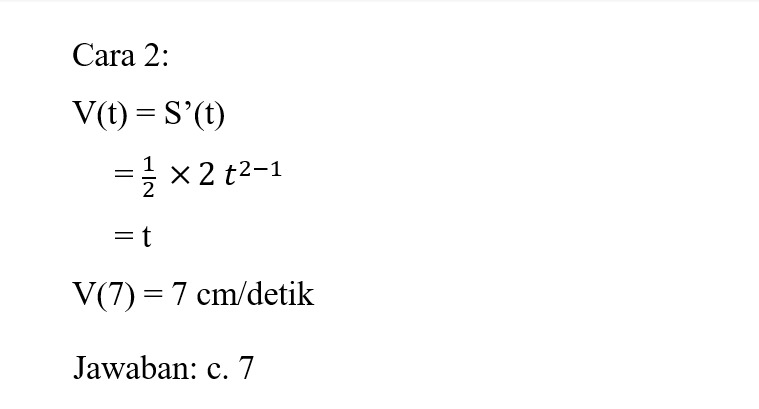 Cara 2:
V(t) = S’(t)
= 1/2 × 2 t^{2−1}
= t
V(7) = 7 cm/detik
Jawaban: c. 7